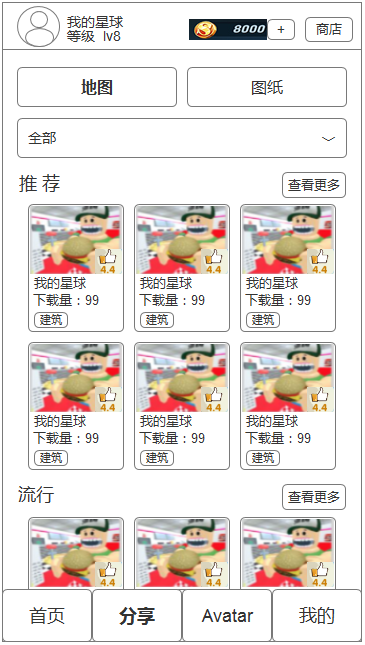 我的星球
等级 lv8
8000
+
商店
地图
图纸
全部
推 荐
查看更多
4.4
4.4
4.4
我的星球
我的星球
我的星球
下载量：99
下载量：99
下载量：99
建筑
建筑
建筑
4.4
4.4
4.4
我的星球
我的星球
我的星球
下载量：99
下载量：99
下载量：99
建筑
建筑
建筑
流行
查看更多
4.4
4.4
4.4
首页
分享
Avatar
我的